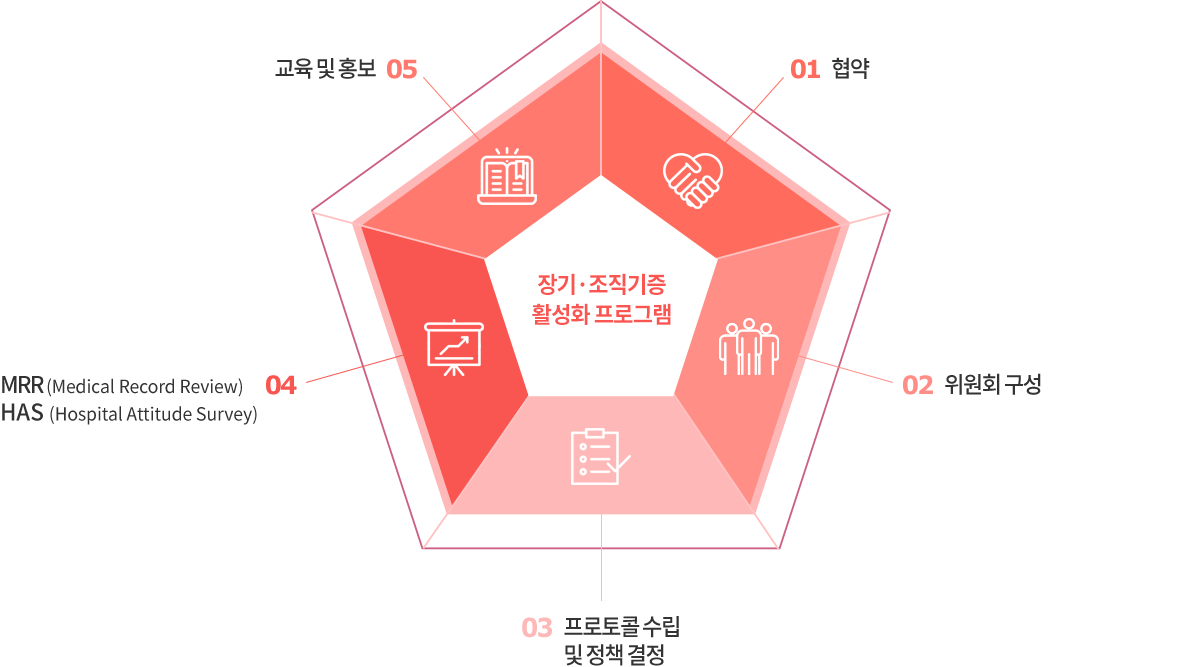 장기·조직기증
활성화 프로그램
01 협약
02 위원회 구성
03 프로토콜 수립
및 정책 결정
04 MRR (Medical Record Review)
HAS (Hospital Attitude Survey)
교육 및 홍보 05